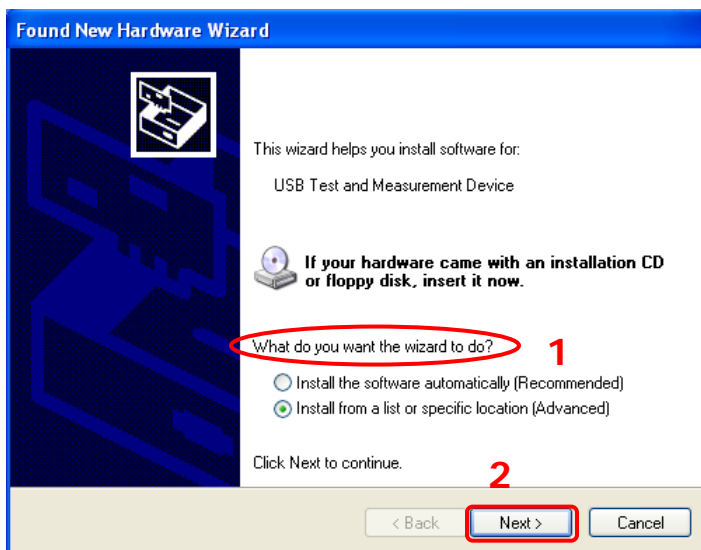 Found New Hardware Wizard
This wizard helps you install software for:
USB Test and Measurement Device
If your hardware came with an installation CD
or floppy disk, insert it now.
What do you want the wizard to do?
1
Install the software automatically (Recommended)
Install from a list or specific location (Advanced)
Click Next to continue.
2
< Back
Next >
Cancel